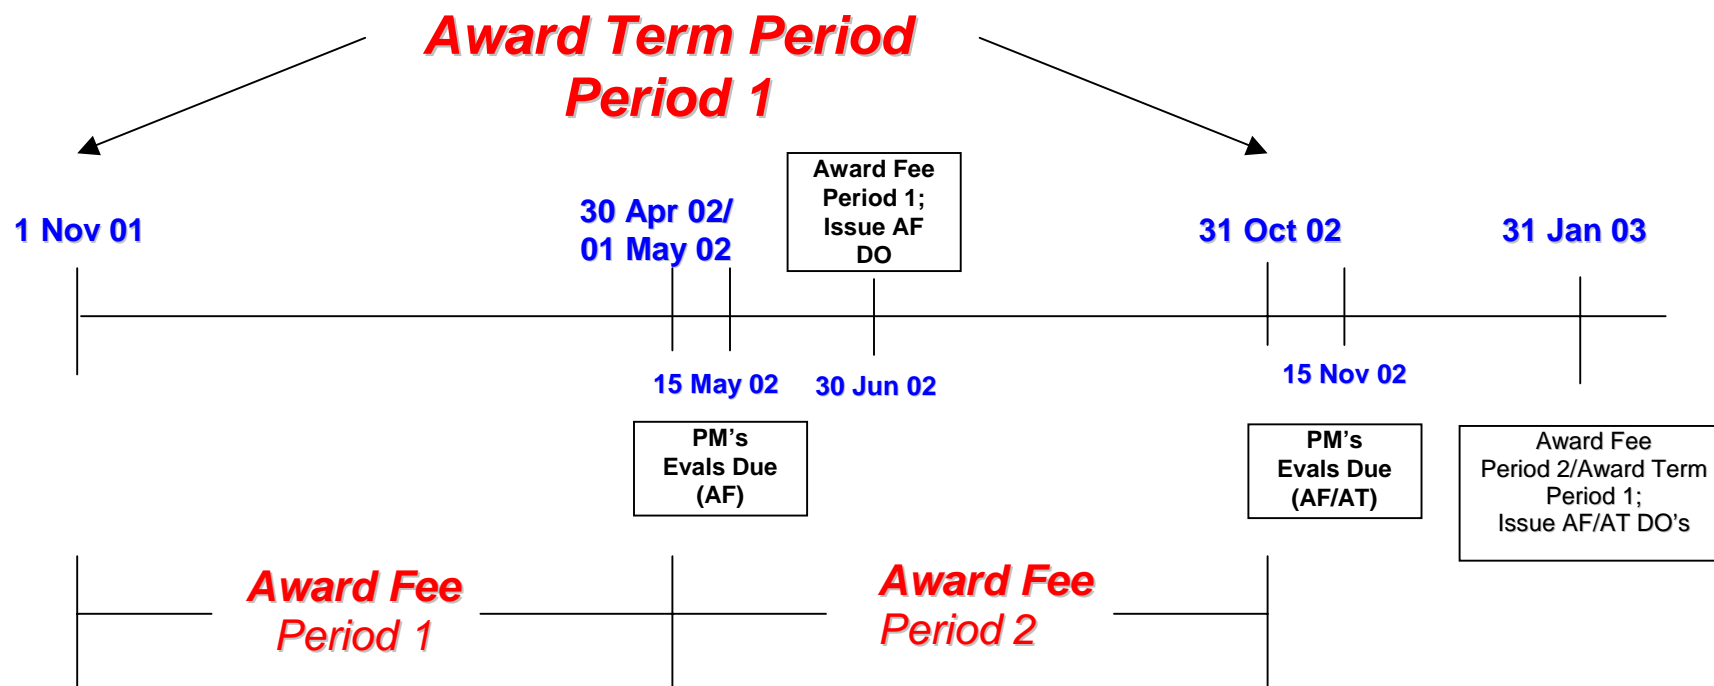 Award Term Period
Period 1
Award Fee
Period 1;
Issue AF
DO
1 Nov 01
30 Apr 02/
01 May 02
31 Oct 02
31 Jan 03
15 May 02
30 Jun 02
15 Nov 02
PM's
Evals Due
(AF)
PM's
Evals Due
(AF/AT)
Award Fee
Period 2/Award Term
Period 1;
Issue AF/AT DO's
Award Fee
Period 1
Award Fee
Period 2